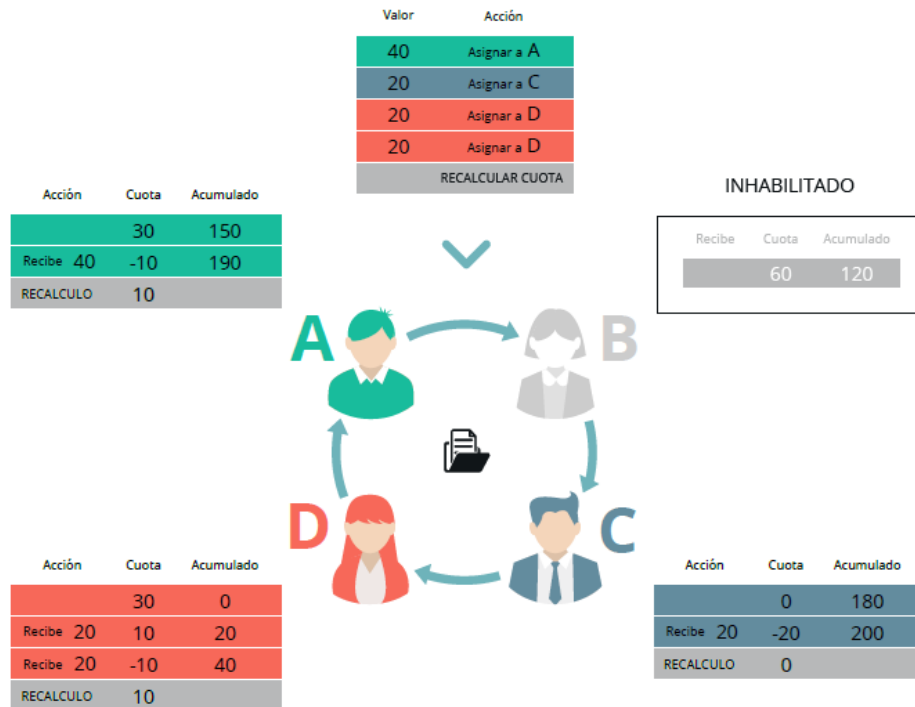 Valor Acción
40 Asignar a A
20 Asignar a C
20 Asignar a D
20 Asignar a D
RECALCULAR CUOTA
Acción Cuota Acumulado
30 150
Recibe 40 -10 190
RECALCULO 10
INHABILITADO
Recibe Cuota Acumulado
60 120
A
B
D
C
Acción Cuota Acumulado
30 0
Recibe 20 10 20
Recibe 20 -10 40
RECALCULO 10
Acción Cuota Acumulado
0 180
Recibe 20 -20 200
RECALCULO 0